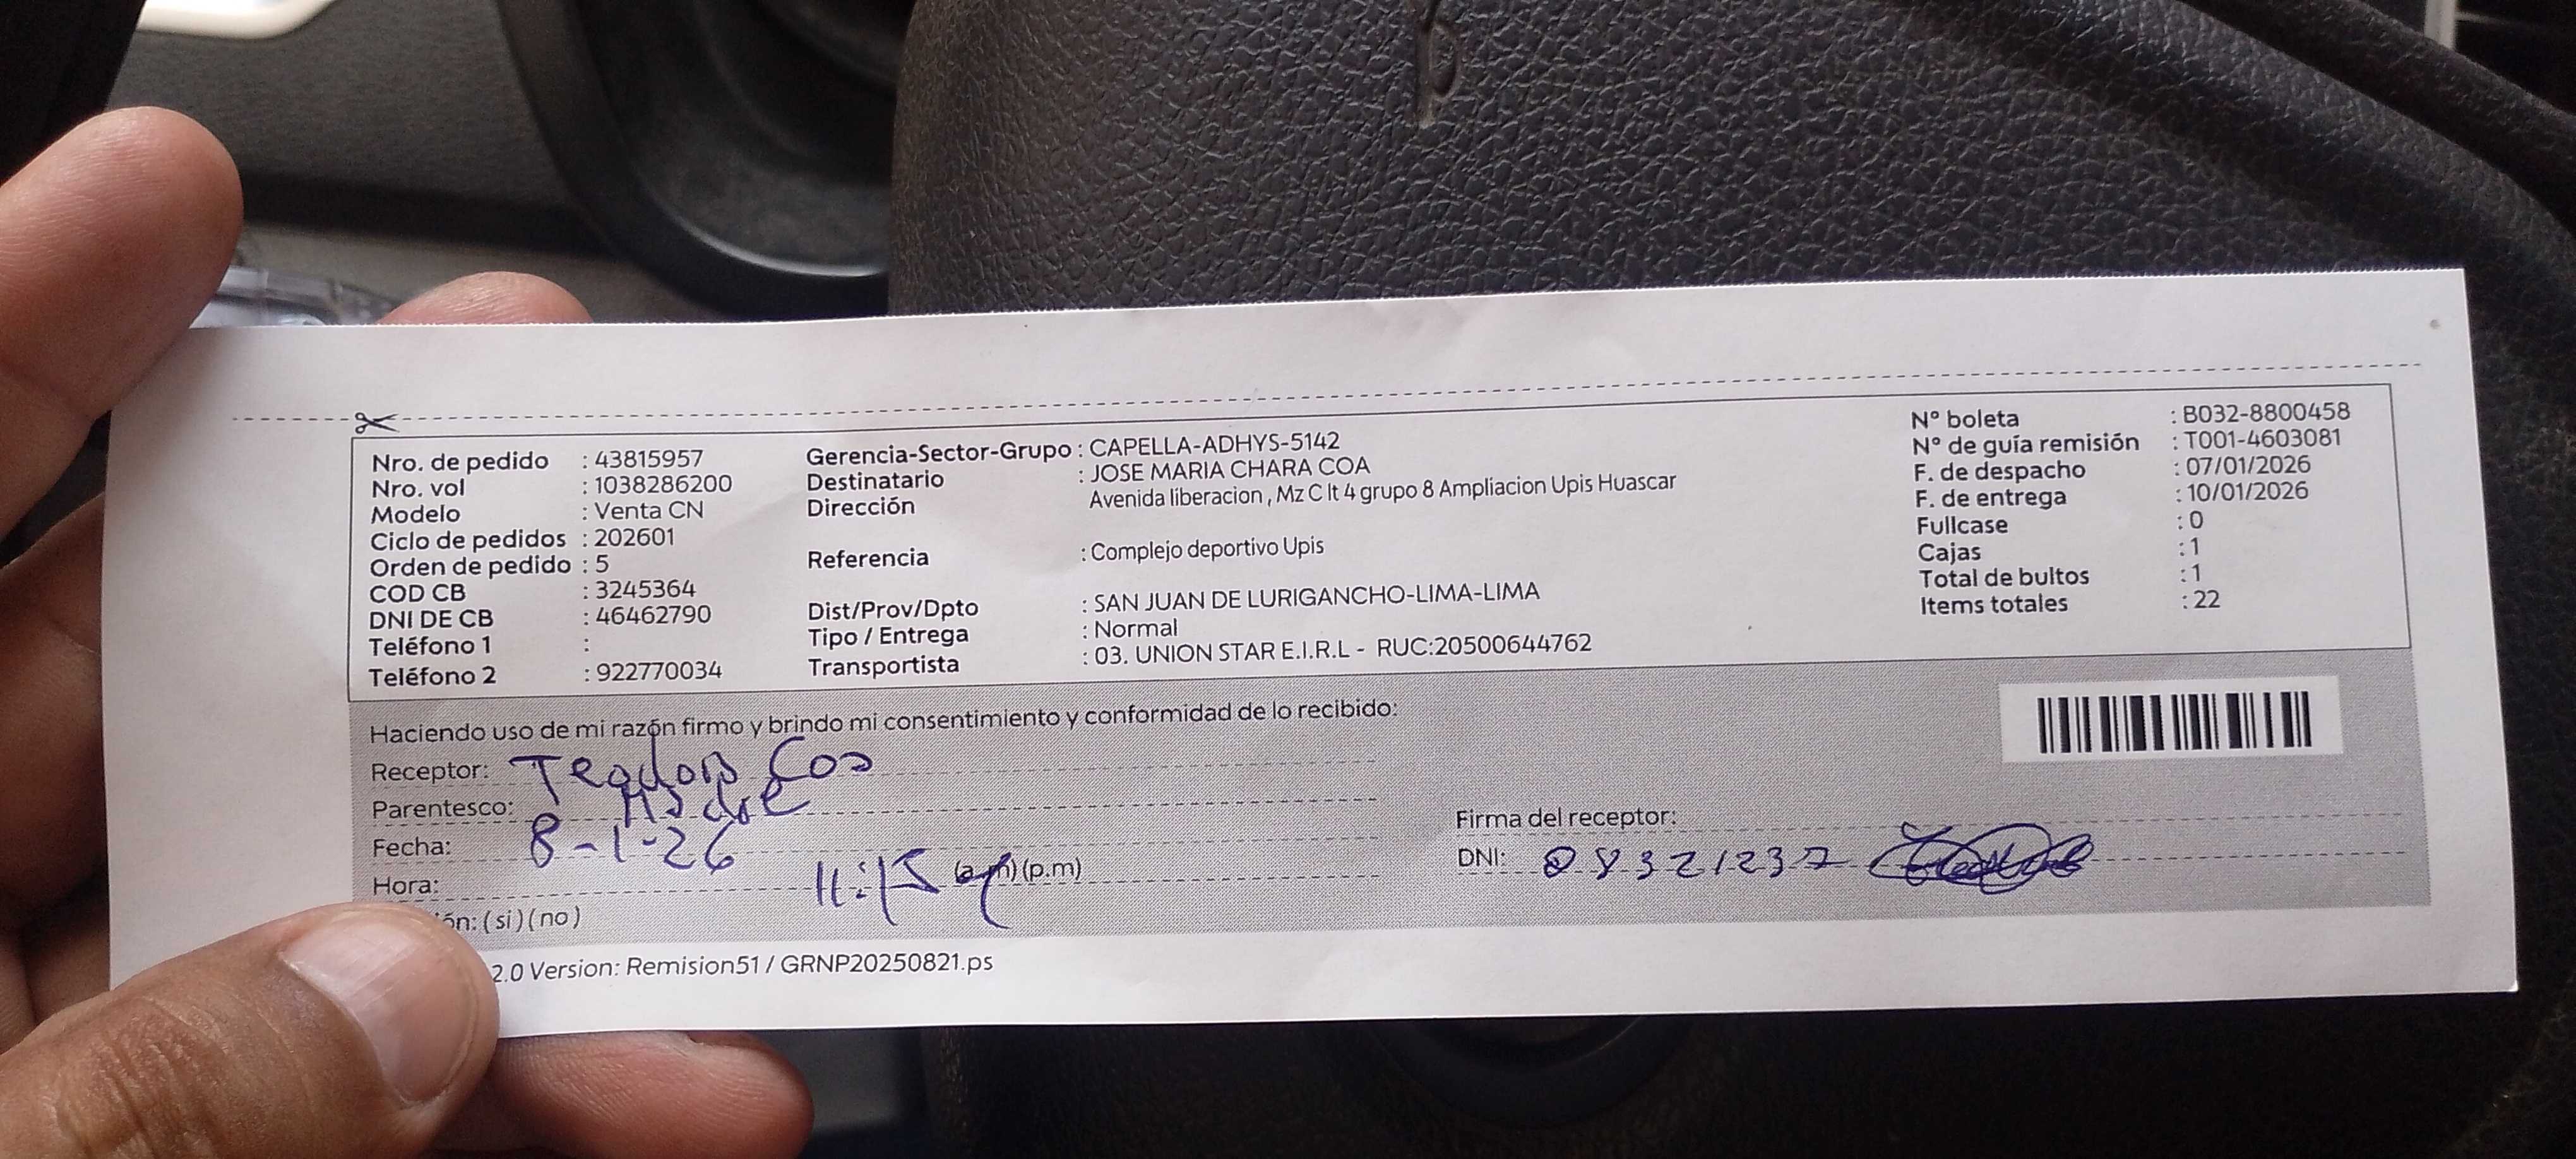 Nro. de pedido : 43815957
Nro. vol : 1038286200
Modelo : Venta CN
Ciclo de pedidos : 202601
Orden de pedido : 5
COD CB : 3245364
DNI DE CB : 46462790
Teléfono 1 :
Teléfono 2 : 922770034
Gerencia-Sector-Grupo : CAPELLA-ADHYS-5142
Destinatario : JOSE MARIA CHARA COA
Dirección Avenida liberacion , Mz C lt 4 grupo 8 Ampliacion Upis Huascar
Referencia : Complejo deportivo Upis
Dist/Prov/Dpto : SAN JUAN DE LURIGANCHO-LIMA-LIMA
Tipo / Entrega : Normal
Transportista : 03. UNION STAR E.I.R.L - RUC:20500644762
N° boleta : B032-8800458
N° de guía remisión : T001-4603081
F. de despacho : 07/01/2026
F. de entrega : 10/01/2026
Fullcase : 0
Cajas : 1
Total de bultos : 1
Items totales : 22
Haciendo uso de mi razón firmo y brindo mi consentimiento y conformidad de lo recibido:
Receptor: Teodora Coa
Parentesco: Madre
Fecha: 8-1-26
Hora: 11:15 (a.m) (p.m)
ón: ( si ) ( no )
Firma del receptor:
DNI: 08321237
2.0 Version: Remision51 / GRNP20250821.ps